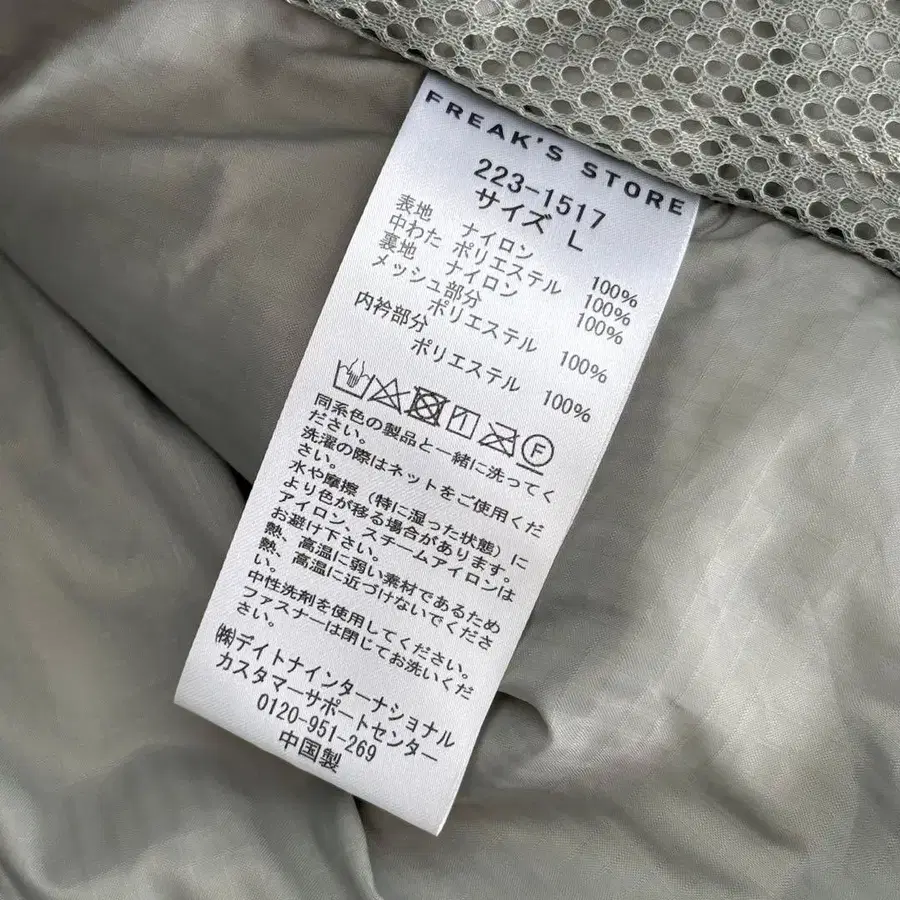 FREAK'S STORE
223-1517
サイズ L
表地 ナイロン 100%
中わた ポリエステル 100%
裏地 ナイロン 100%
メッシュ部分
ポリエステル 100%
内衿部分
ポリエステル 100%
F
同系色の製品と一緒に洗ってく
ださい。
洗濯の際はネットをご使用くだ
さい。
水や摩擦(特に湿った状態)に
より色が移る場合があります。
アイロン、スチームアイロンは
お避け下さい。
熱、高温に弱い素材であるため
熱、高温に近づけないでくださ
い。
中性洗剤を使用してください。
ファスナーは閉じてお洗いくだ
さい。
㈱デイトナインターナショナル
カスタマーサポートセンター
0120-951-269
中国製